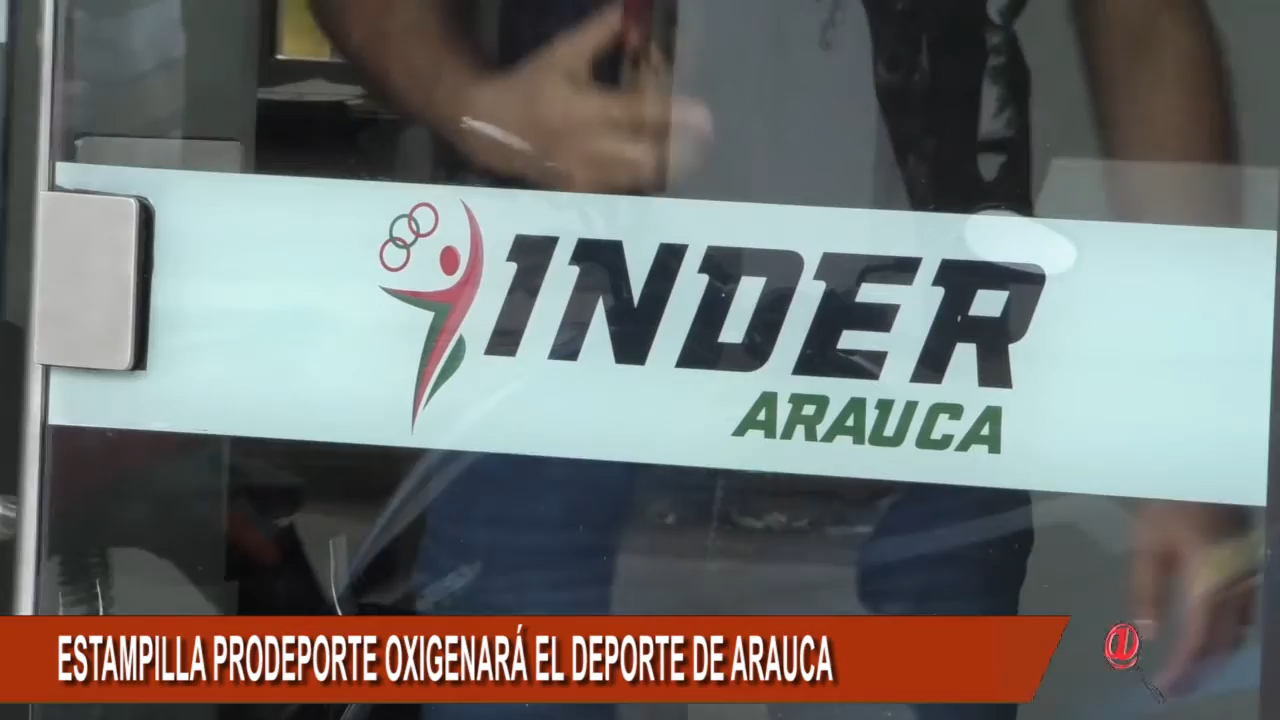 INDER
ARAUCA
ESTAMPILLA PRODEPORTE OXIGENARÁ EL DEPORTE DE ARAUCA